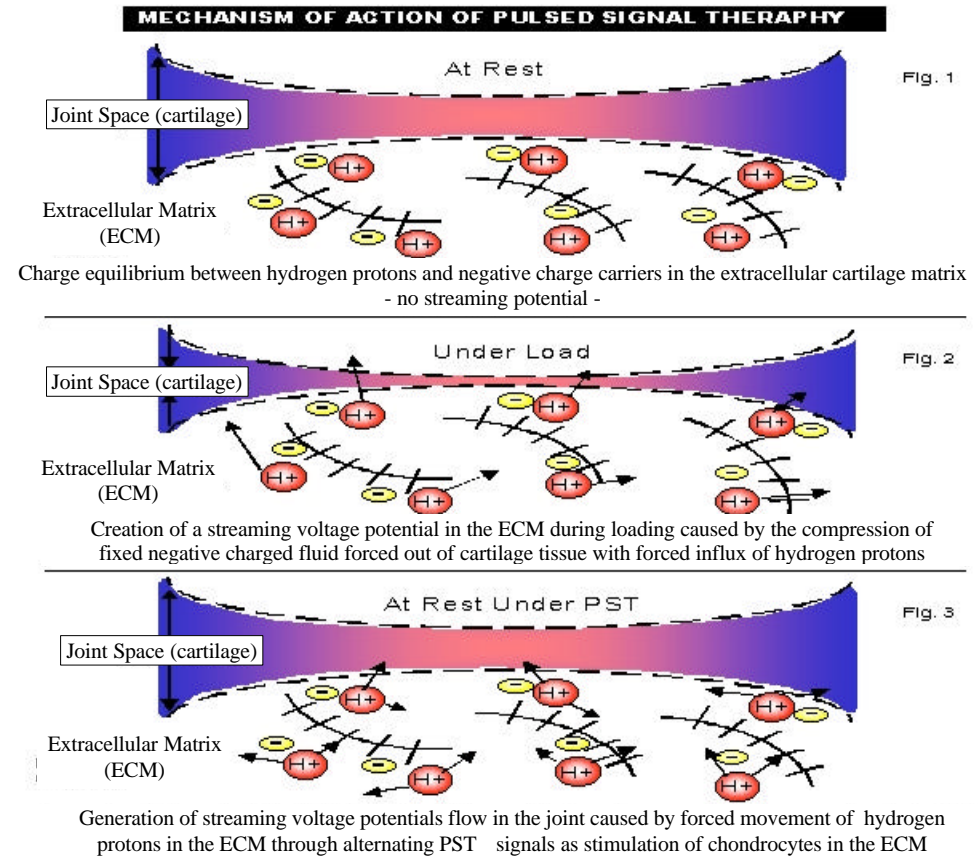 MECHANISM OF ACTION OF PULSED SIGNAL THERAPHY
At Rest
Fig. 1
Joint Space (cartilage)
- H+ - H+ H+ -
- H+ - H+ - H+
- H+
Extracellular Matrix
(ECM)
Charge equilibrium between hydrogen protons and negative charge carriers in the extracellular cartilage matrix
- no streaming potential -
Under Load
Fig. 2
Joint Space (cartilage)
- H+ - H+ H+ -
- H+ - H+ - H+
- H+
Extracellular Matrix
(ECM)
Creation of a streaming voltage potential in the ECM during loading caused by the compression of
fixed negative charged fluid forced out of cartilage tissue with forced influx of hydrogen protons
At Rest Under PST
Fig. 3
Joint Space (cartilage)
- H+ - H+ H+ -
- H+ - H+ - H+
- H+
Extracellular Matrix
(ECM)
Generation of streaming voltage potentials flow in the joint caused by forced movement of hydrogen
protons in the ECM through alternating PST signals as stimulation of chondrocytes in the ECM